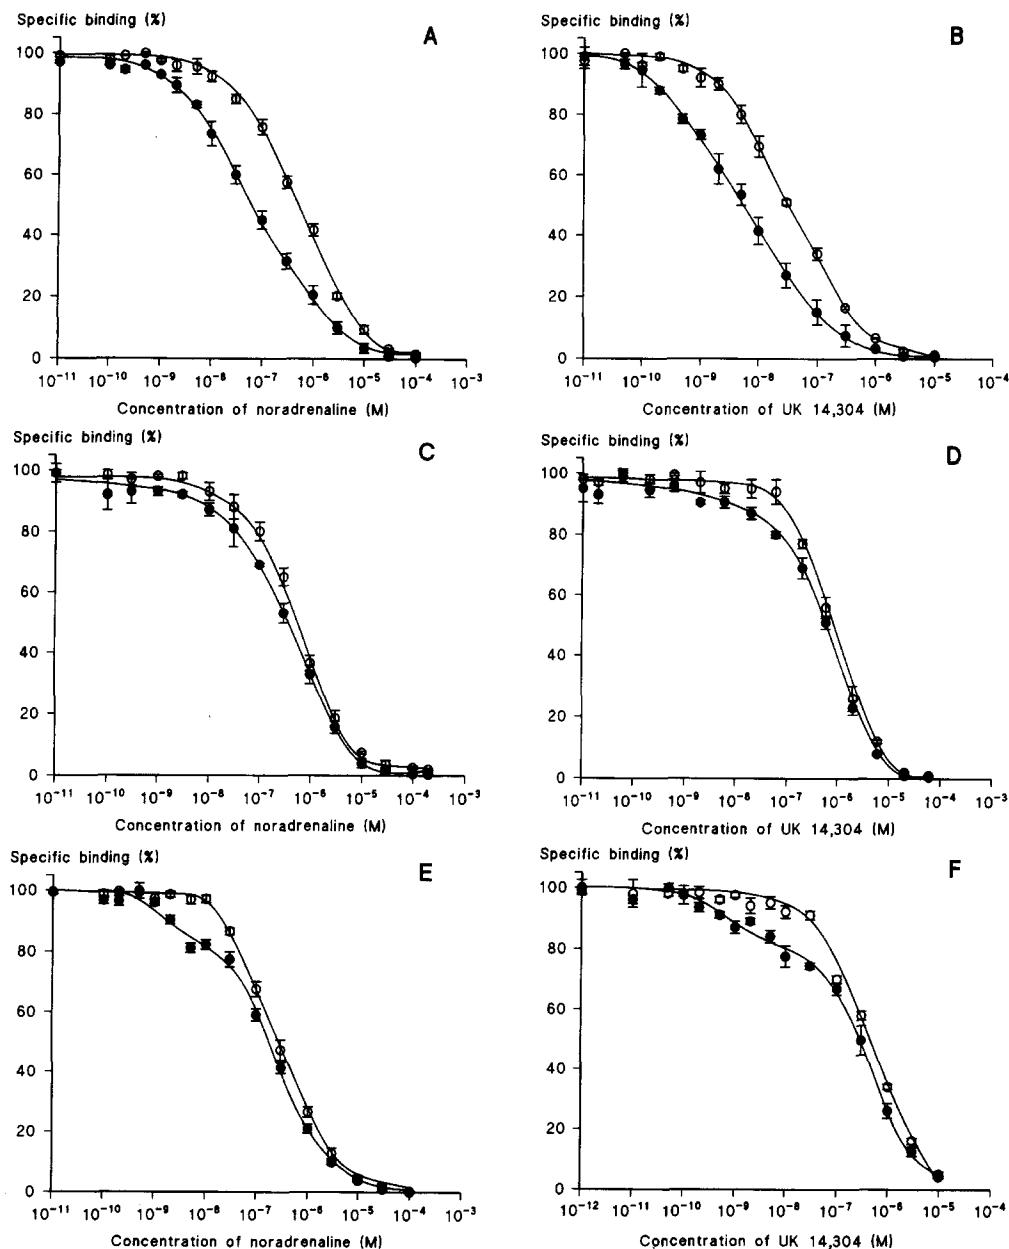 Specific binding (%)
A
100
80
60
40
20
0
10-11 10-10 10-9 10-8 10-7 10-6 10-5 10-4 10-3
Concentration of noradrenaline (M)
Specific binding (%)
B
100
80
60
40
20
0
10-11 10-10 10-9 10-8 10-7 10-6 10-5 10-4
Concentration of UK 14,304 (M)
Specific binding (%)
C
100
80
60
40
20
0
10-11 10-10 10-9 10-8 10-7 10-6 10-5 10-4 10-3
Concentration of noradrenaline (M)
Specific binding (%)
D
100
80
60
40
20
0
10-11 10-10 10-9 10-8 10-7 10-6 10-5 10-4 10-3
Concentration of UK 14,304 (M)
Specific binding (%)
E
100
80
60
40
20
0
10-11 10-10 10-9 10-8 10-7 10-6 10-5 10-4 10-3
Concentration of noradrenaline (M)
Specific binding (%)
F
100
80
60
40
20
0
10-12 10-11 10-10 10-9 10-8 10-7 10-6 10-5 10-4
Concentration of UK 14,304 (M)